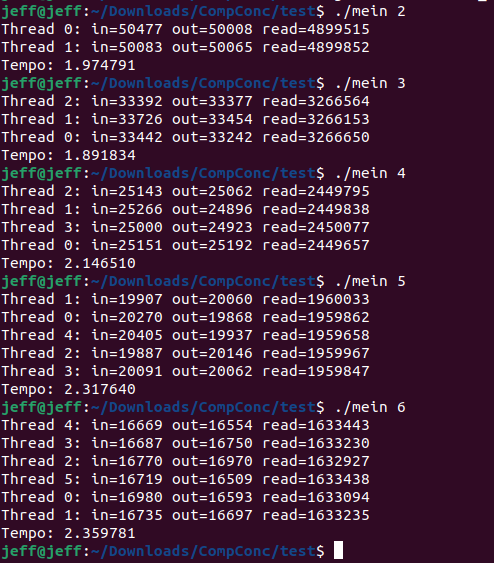 jeff@jeff:~/Downloads/CompConc/test$ ./mein 2
Thread 0: in=50477 out=50008 read=4899515
Thread 1: in=50083 out=50065 read=4899852
Tempo: 1.974791
jeff@jeff:~/Downloads/CompConc/test$ ./mein 3
Thread 2: in=33392 out=33377 read=3266564
Thread 1: in=33726 out=33454 read=3266153
Thread 0: in=33442 out=33242 read=3266650
Tempo: 1.891834
jeff@jeff:~/Downloads/CompConc/test$ ./mein 4
Thread 2: in=25143 out=25062 read=2449795
Thread 1: in=25266 out=24896 read=2449838
Thread 3: in=25000 out=24923 read=2450077
Thread 0: in=25151 out=25192 read=2449657
Tempo: 2.146510
jeff@jeff:~/Downloads/CompConc/test$ ./mein 5
Thread 1: in=19907 out=20060 read=1960033
Thread 0: in=20270 out=19868 read=1959862
Thread 4: in=20405 out=19937 read=1959658
Thread 2: in=19887 out=20146 read=1959967
Thread 3: in=20091 out=20062 read=1959847
Tempo: 2.317640
jeff@jeff:~/Downloads/CompConc/test$ ./mein 6
Thread 4: in=16669 out=16554 read=1633443
Thread 3: in=16687 out=16750 read=1633230
Thread 2: in=16770 out=16970 read=1632927
Thread 5: in=16719 out=16509 read=1633438
Thread 0: in=16980 out=16593 read=1633094
Thread 1: in=16735 out=16697 read=1633235
Tempo: 2.359781
jeff@jeff:~/Downloads/CompConc/test$